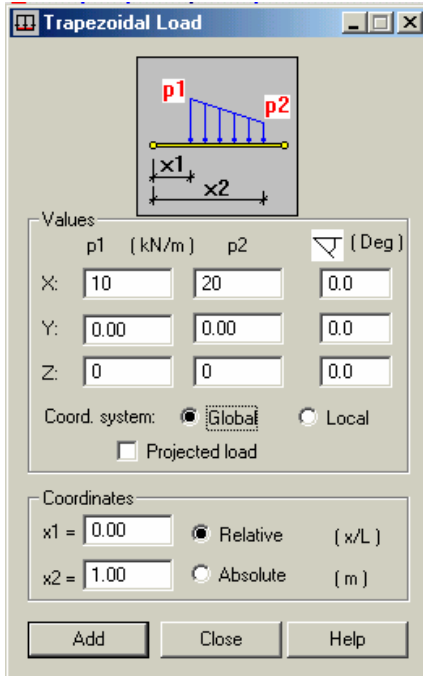 Trapezoidal Load
p1
p2
x1
x2
Values
p1 (kN/m) p2 (Deg)
X: 10 20 0.0
Y: 0.00 0.00 0.0
Z: 0 0 0.0
Coord. system: Global Local
Projected load
Coordinates
x1 = 0.00 Relative (x/L)
x2 = 1.00 Absolute (m)
Add Close Help